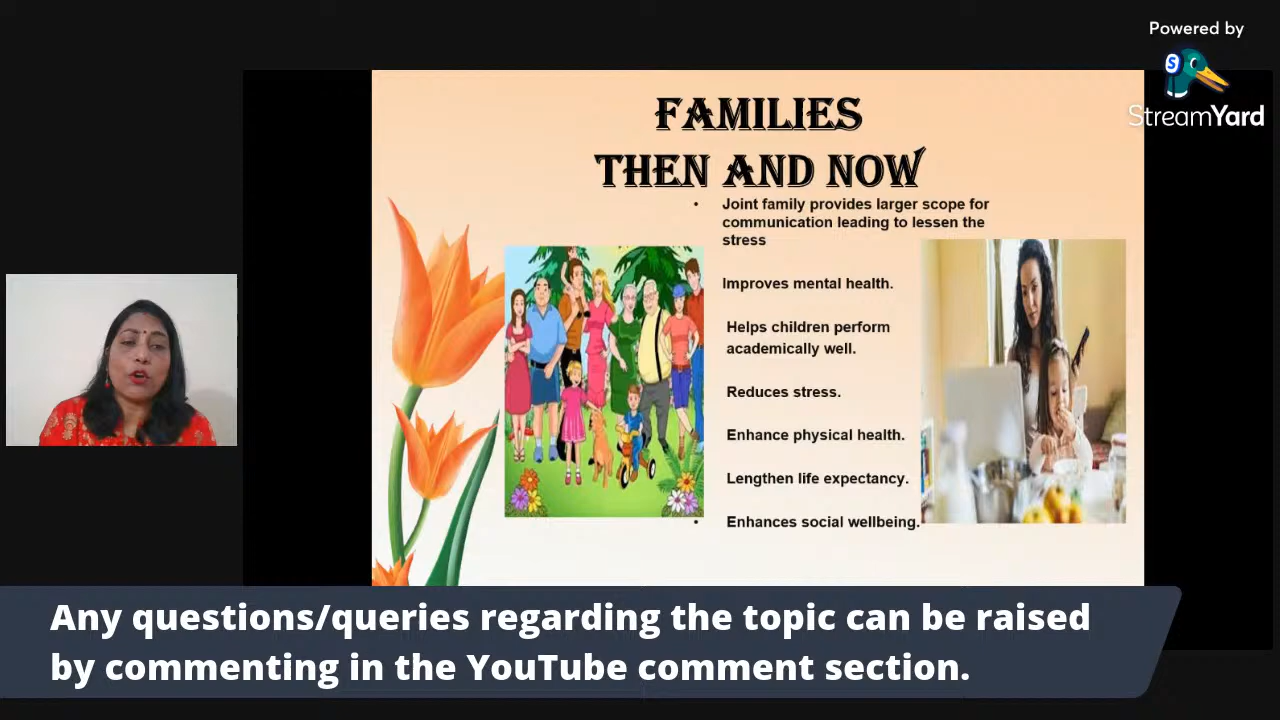 Powered by
S
StreamYard
FAMILIES
THEN AND NOW
• Joint family provides larger scope for
communication leading to lessen the
stress
Improves mental health.
Helps children perform
academically well.
Reduces stress.
Enhance physical health.
Lengthen life expectancy.
• Enhances social wellbeing.
Any questions/queries regarding the topic can be raised
by commenting in the YouTube comment section.